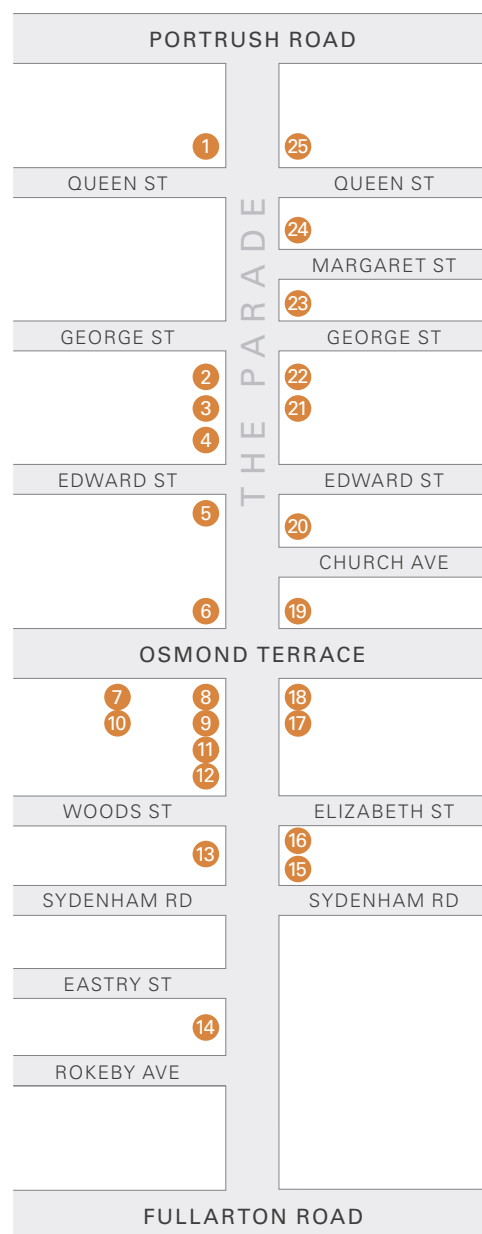 PORTRUSH ROAD
1
25
QUEEN ST
QUEEN ST
THE PARADE
24
MARGARET ST
23
GEORGE ST
GEORGE ST
2
22
3
21
4
EDWARD ST
EDWARD ST
5
20
CHURCH AVE
6
19
OSMOND TERRACE
7
8
18
10
9
17
11
12
WOODS ST
ELIZABETH ST
16
13
15
SYDENHAM RD
SYDENHAM RD
EASTRY ST
14
ROKEBY AVE
FULLARTON ROAD